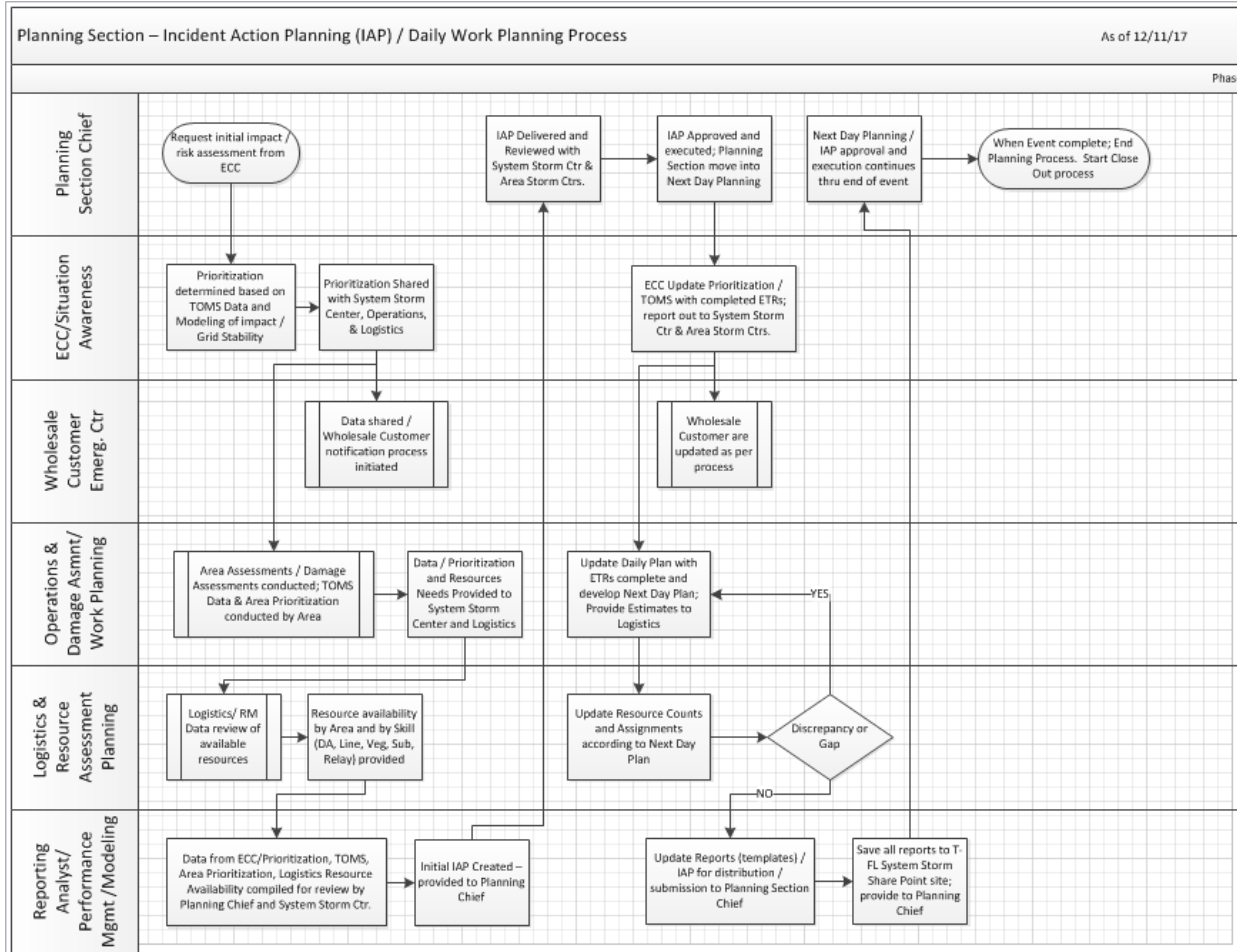 Planning Section – Incident Action Planning (IAP) / Daily Work Planning Process
As of 12/11/17
Phas
Planning
Section Chief
Request initial impact /
risk assessment from
ECC
IAP Delivered and
Reviewed with
System Storm Ctr &
Area Storm Ctrs.
IAP Approved and
executed; Planning
Section move into
Next Day Planning
Next Day Planning /
IAP approval and
execution continues
thru end of event
When Event complete; End
Planning Process. Start Close
Out process
ECC/Situation
Awareness
Prioritization
determined based on
TOMS Data and
Modeling of impact /
Grid Stability
Prioritization Shared
with System Storm
Center, Operations,
& Logistics
ECC Update Prioritization /
TOMS with completed ETRs;
report out to System Storm
Ctr & Area Storm Ctrs.
Wholesale
Customer
Emerg. Ctr
Data shared /
Wholesale Customer
notification process
initiated
Wholesale
Customer are
updated as per
process
Operations &
Damage Asmnt/
Work Planning
Area Assessments / Damage
Assessments conducted; TOMS
Data & Area Prioritization
conducted by Area
Data / Prioritization
and Resources
Needs Provided to
System Storm
Center and Logistics
Update Daily Plan with
ETRs complete and
develop Next Day Plan;
Provide Estimates to
Logistics
YES
Logistics &
Resource
Assessment
Planning
Logistics/ RM
Data review of
available
resources
Resource availability
by Area and by Skill
(DA, Line, Veg, Sub,
Relay) provided
Update Resource Counts
and Assignments
according to Next Day
Plan
Discrepancy or
Gap
NO
Reporting
Analyst/
Performance
Mgmt /Modeling
Data from ECC/Prioritization, TOMS,
Area Prioritization, Logistics Resource
Availability compiled for review by
Planning Chief and System Storm Ctr.
Initial IAP Created –
provided to Planning
Chief
Update Reports (templates) /
IAP for distribution /
submission to Planning Section
Chief
Save all reports to T-
FL System Storm
Share Point site;
provide to Planning
Chief